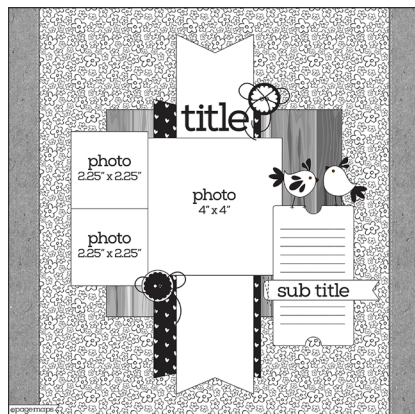 title
photo
2.25" x 2.25"
photo
4" x 4"
photo
2.25" x 2.25"
sub title
©pagemaps